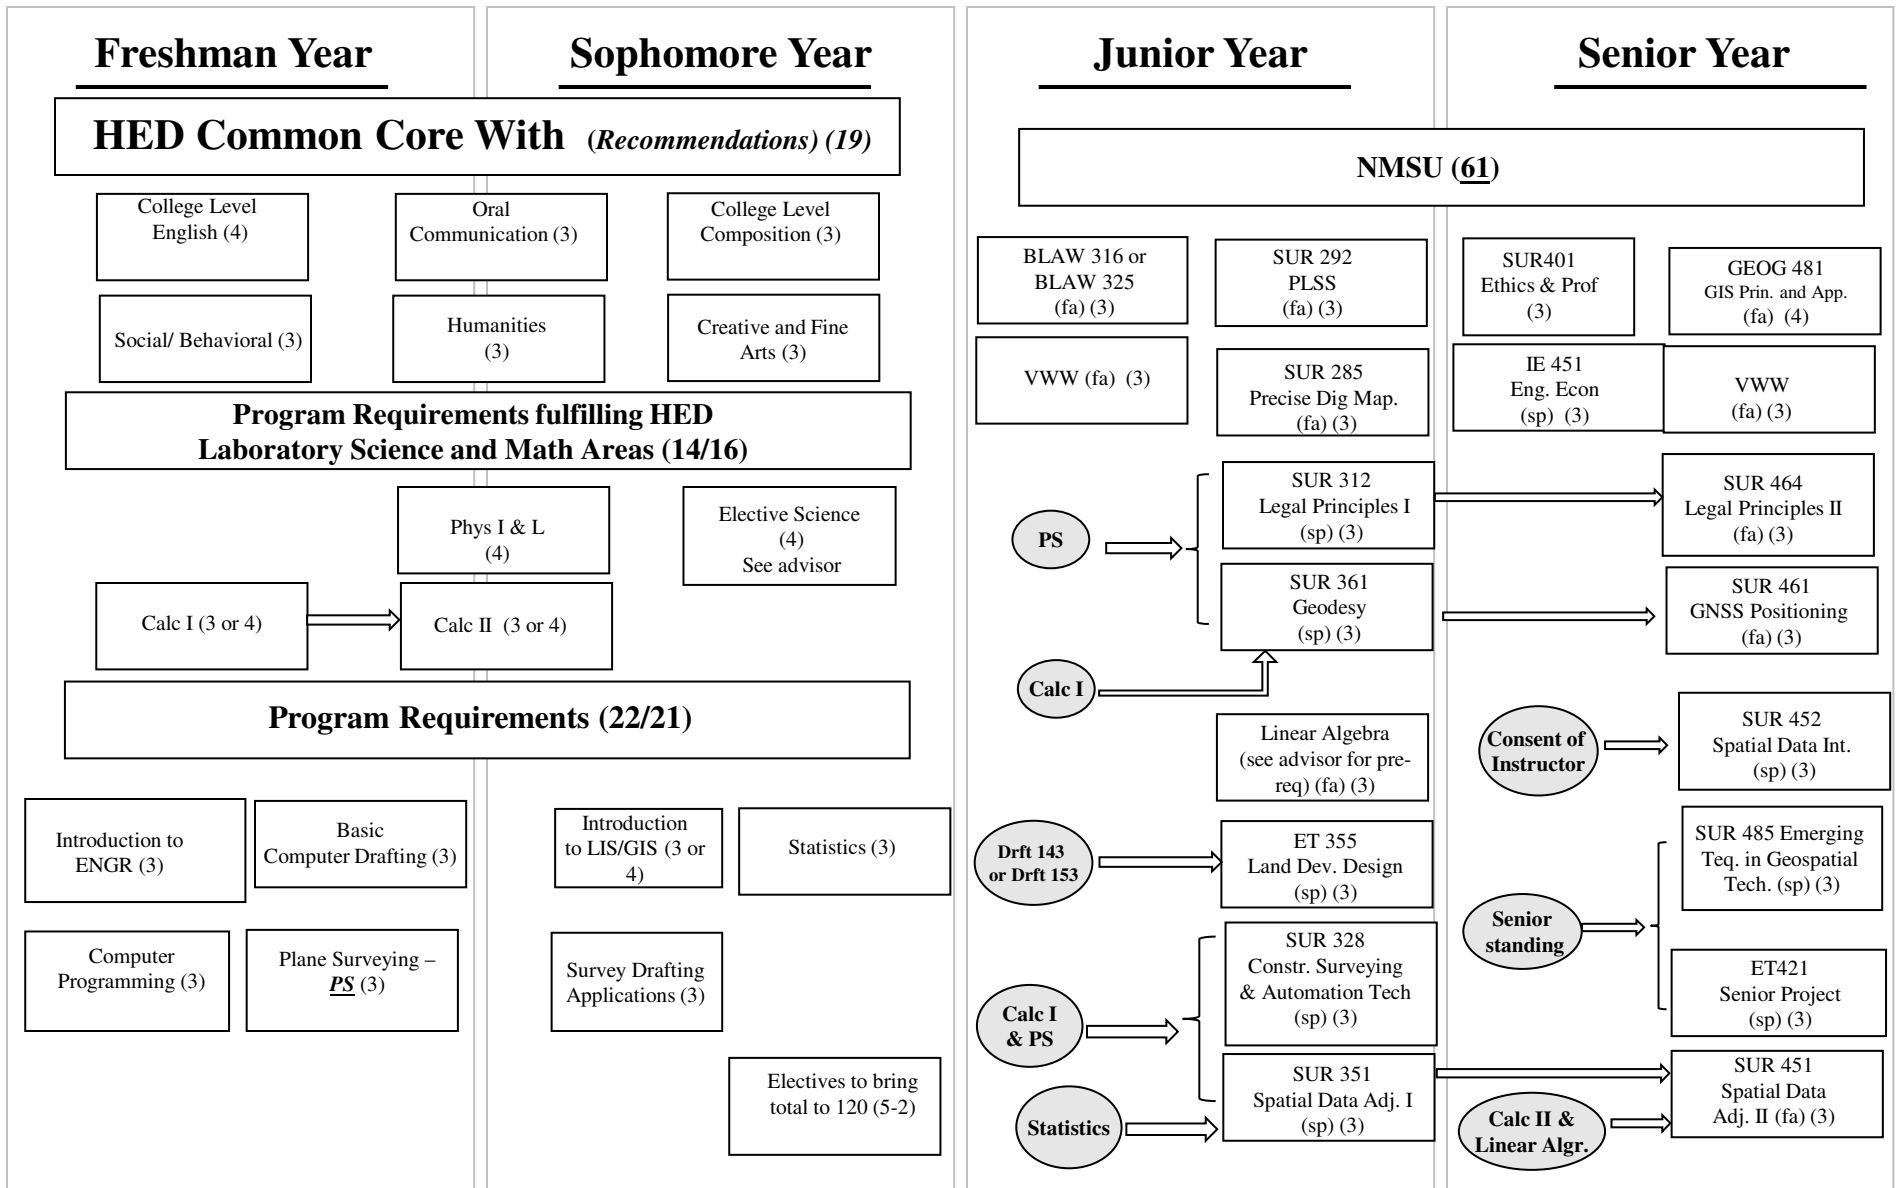 Freshman Year
Sophomore Year
Junior Year
Senior Year
HED Common Core With (Recommendations) (19)
College Level
English (4)
Oral
Communication (3)
College Level
Composition (3)
Social/ Behavioral (3)
Humanities
(3)
Creative and Fine
Arts (3)
Program Requirements fulfilling HED
Laboratory Science and Math Areas (14/16)
Phys I & L
(4)
Elective Science
(4)
See advisor
Calc I (3 or 4)
Calc II (3 or 4)
Program Requirements (22/21)
Introduction to
ENGR (3)
Basic
Computer Drafting (3)
Introduction
to LIS/GIS (3 or
4)
Statistics (3)
Computer
Programming (3)
Plane Surveying –
PS (3)
Survey Drafting
Applications (3)
Electives to bring
total to 120 (5-2)
NMSU (61)
BLAW 316 or
BLAW 325
(fa) (3)
SUR 292
PLSS
(fa) (3)
SUR401
Ethics & Prof
(3)
GEOG 481
GIS Prin. and App.
(fa) (4)
VWW (fa) (3)
SUR 285
Precise Dig Map.
(fa) (3)
IE 451
Eng. Econ
(sp) (3)
VWW
(fa) (3)
PS
SUR 312
Legal Principles I
(sp) (3)
SUR 464
Legal Principles II
(fa) (3)
SUR 361
Geodesy
(sp) (3)
SUR 461
GNSS Positioning
(fa) (3)
Calc I
Linear Algebra
(see advisor for pre-
req) (fa) (3)
Consent of
Instructor
SUR 452
Spatial Data Int.
(sp) (3)
Drft 143
or Drft 153
ET 355
Land Dev. Design
(sp) (3)
SUR 485 Emerging
Teq. in Geospatial
Tech. (sp) (3)
Senior
standing
Calc I
& PS
SUR 328
Constr. Surveying
& Automation Tech
(sp) (3)
ET421
Senior Project
(sp) (3)
Statistics
SUR 351
Spatial Data Adj. I
(sp) (3)
Calc II &
Linear Algr.
SUR 451
Spatial Data
Adj. II (fa) (3)